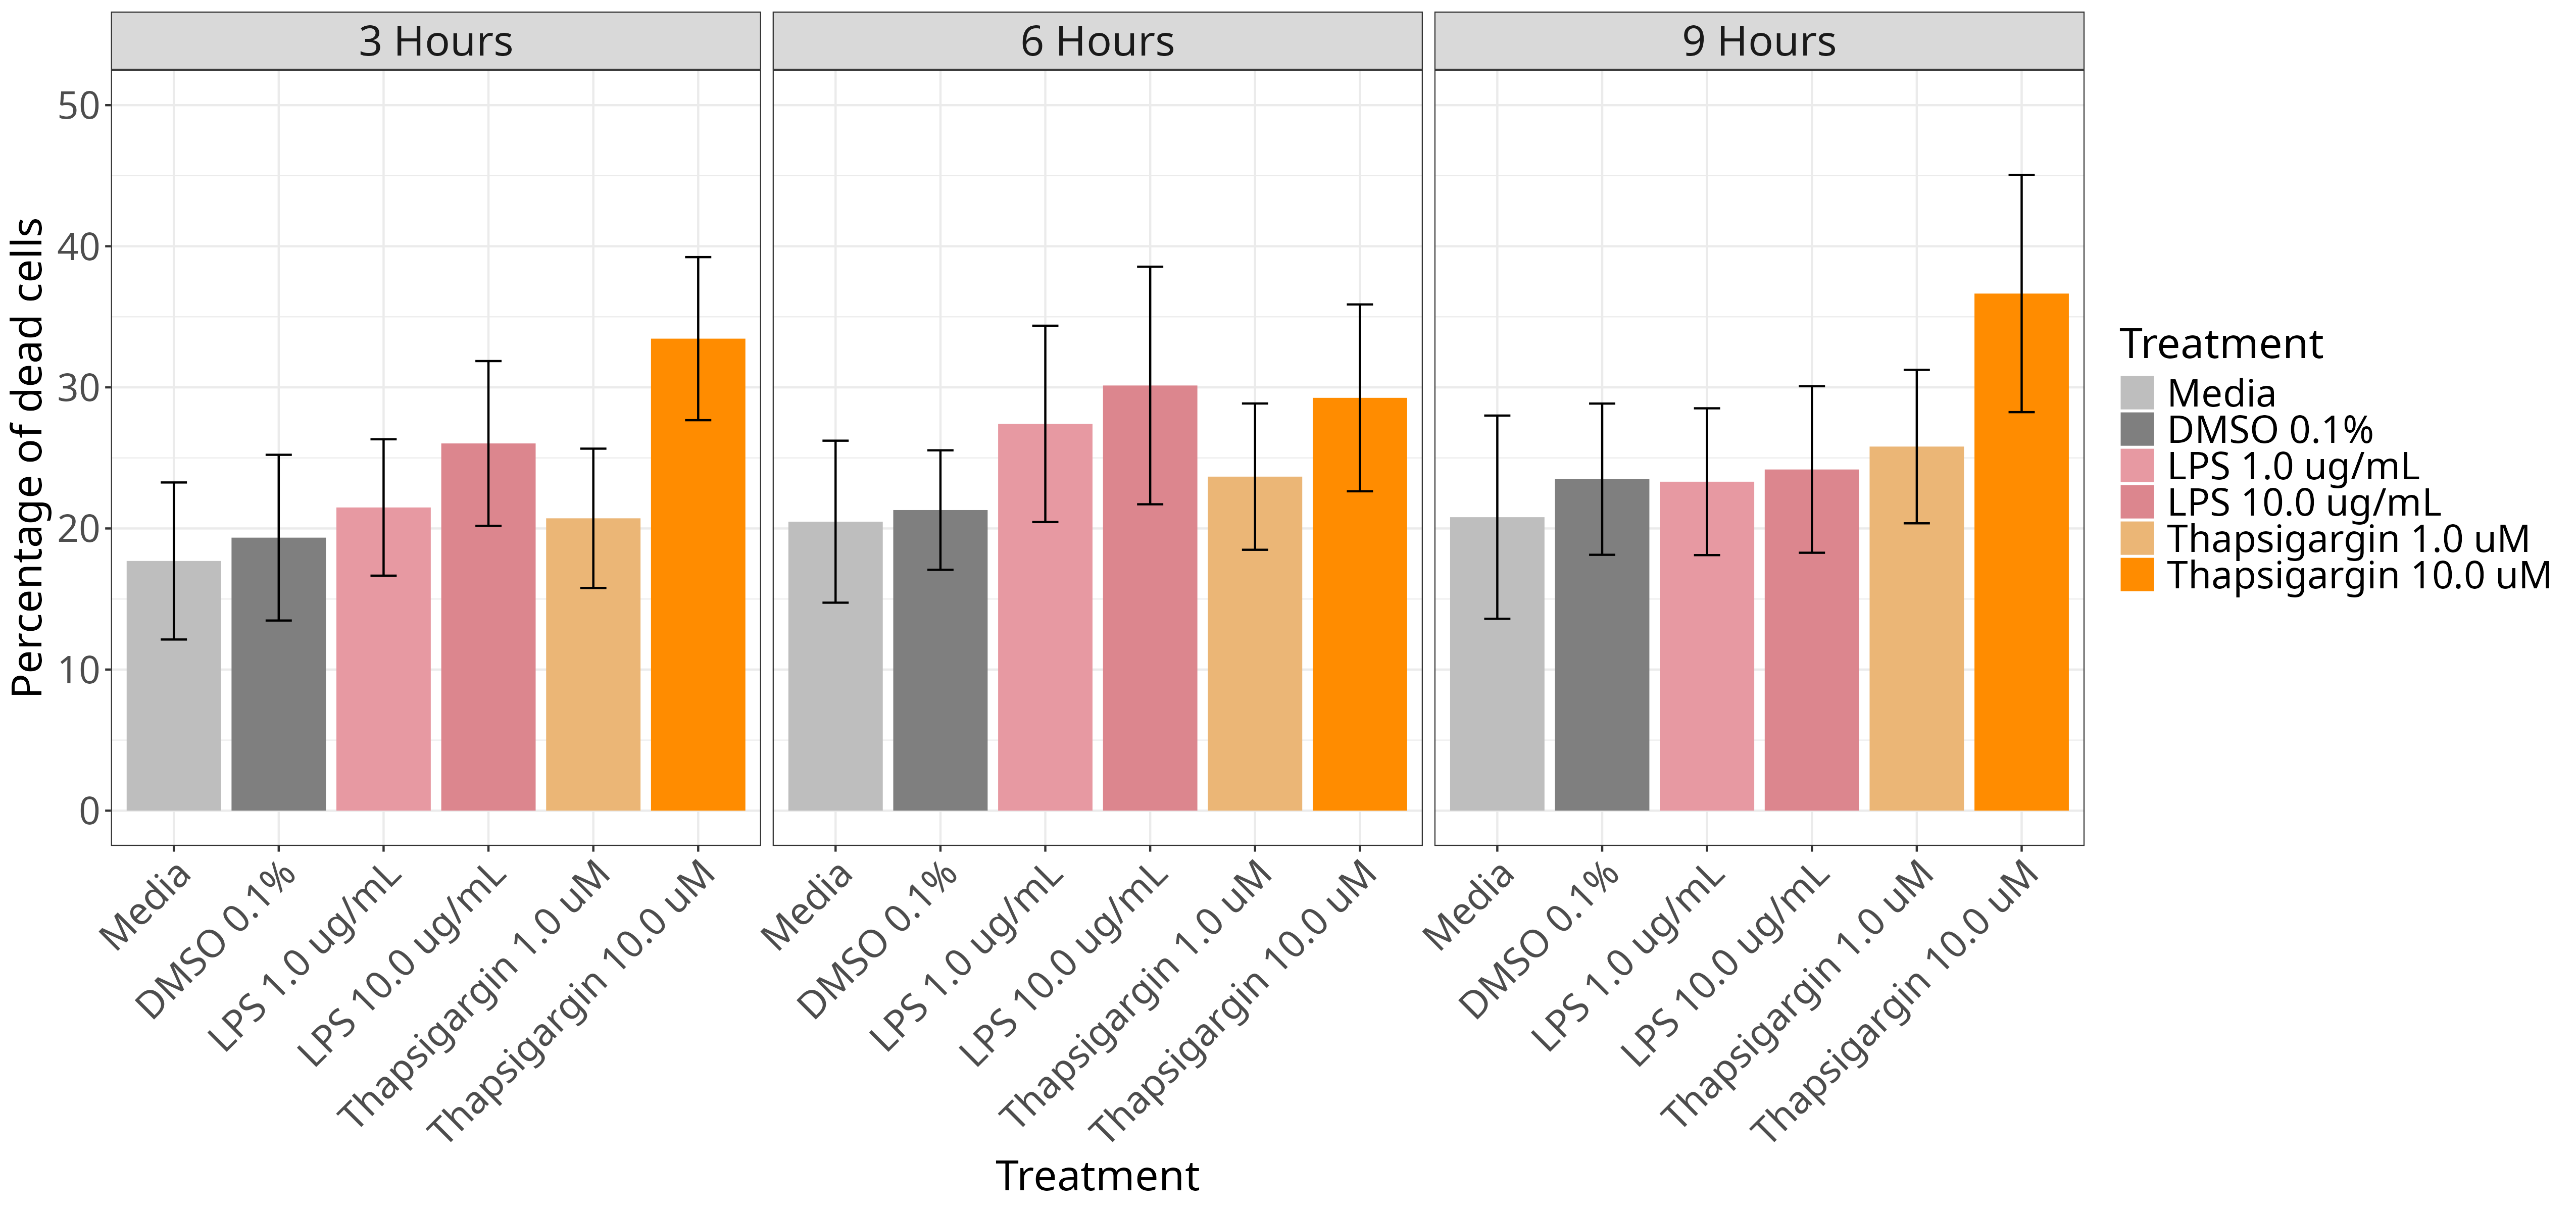 3 Hours
6 Hours
9 Hours
Percentage of dead cells
50
40
30
20
10
0
Media
DMSO 0.1%
LPS 1.0 ug/mL
LPS 10.0 ug/mL
Thapsigargin 1.0 uM
Thapsigargin 10.0 uM
Media
DMSO 0.1%
LPS 1.0 ug/mL
LPS 10.0 ug/mL
Thapsigargin 1.0 uM
Thapsigargin 10.0 uM
Media
DMSO 0.1%
LPS 1.0 ug/mL
LPS 10.0 ug/mL
Thapsigargin 1.0 uM
Thapsigargin 10.0 uM
Treatment
Treatment
Media
DMSO 0.1%
LPS 1.0 ug/mL
LPS 10.0 ug/mL
Thapsigargin 1.0 uM
Thapsigargin 10.0 uM